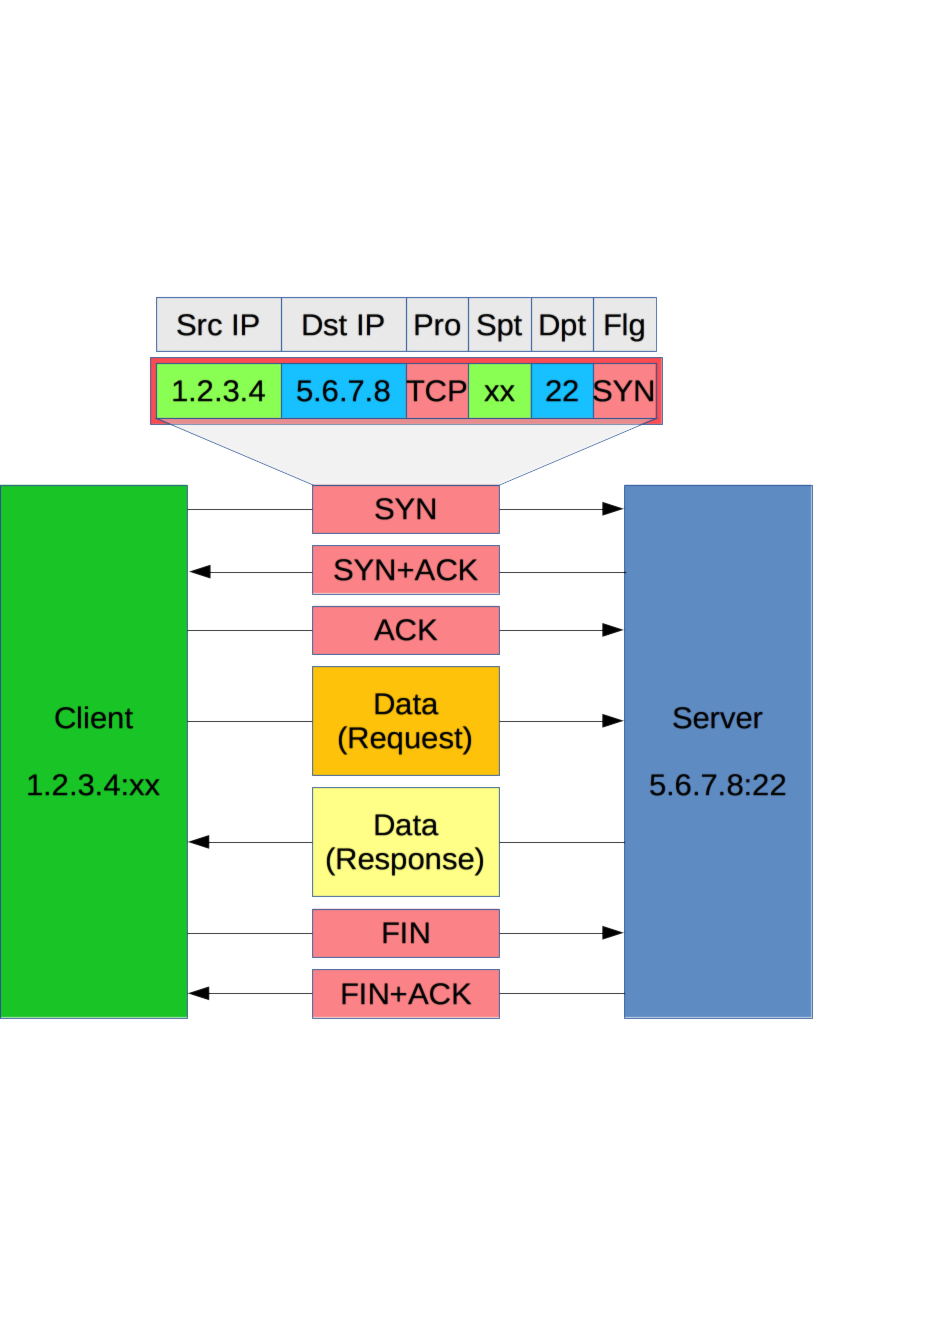 Src IP Dst IP Pro Spt Dpt Flg
1.2.3.4 5.6.7.8 TCP xx 22 SYN
SYN
SYN+ACK
ACK
Client
1.2.3.4:xx
Data
(Request)
Server
5.6.7.8:22
Data
(Response)
FIN
FIN+ACK